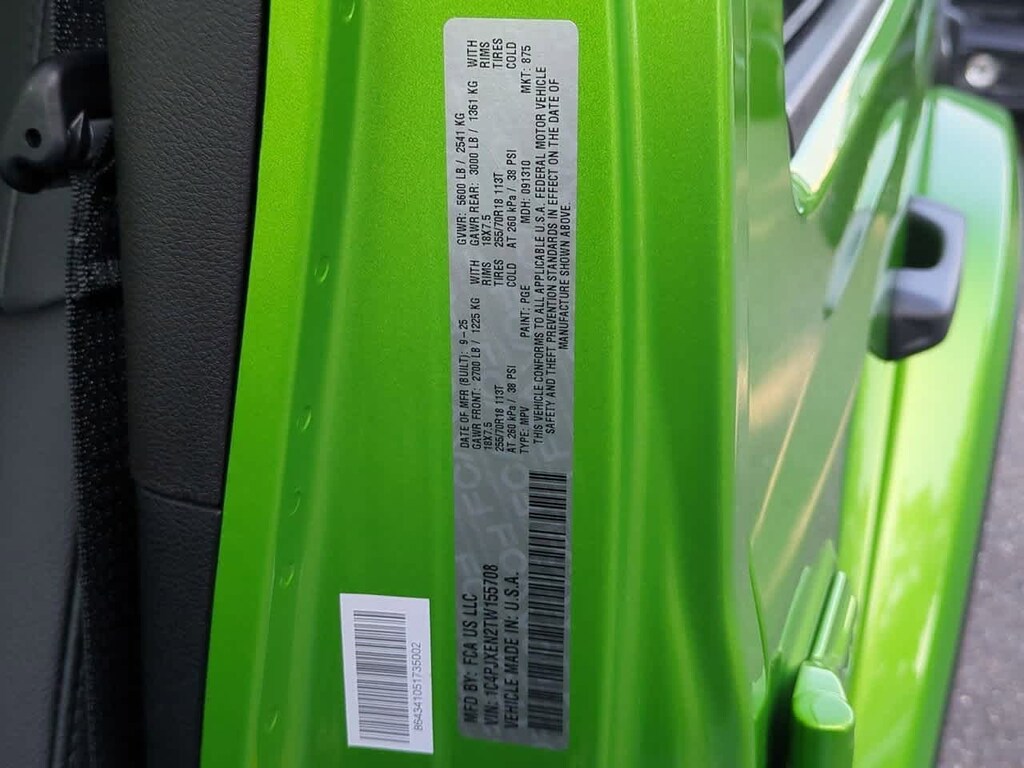 MFD BY: FCA US LLC
VIN: 1C4PJXEN2TW155708
VEHICLE MADE IN: U.S.A.
DATE OF MFR (BUILT): 9-25 GVWR: 5600 LB / 2541 KG
GAWR FRONT: 2700 LB / 1225 KG WITH GAWR REAR: 3000 LB / 1361 KG WITH
18X7.5 RIMS 18X7.5 RIMS
255/70R18 113T TIRES 255/70R18 113T TIRES
AT 260 kPa / 38 PSI COLD AT 260 kPa / 38 PSI COLD
TYPE: MPV PAINT: PGE MDH: 091310 MKT: 875
THIS VEHICLE CONFORMS TO ALL APPLICABLE U.S.A. FEDERAL MOTOR VEHICLE
SAFETY AND THEFT PREVENTION STANDARDS IN EFFECT ON THE DATE OF
MANUFACTURE SHOWN ABOVE.
B64341051735002